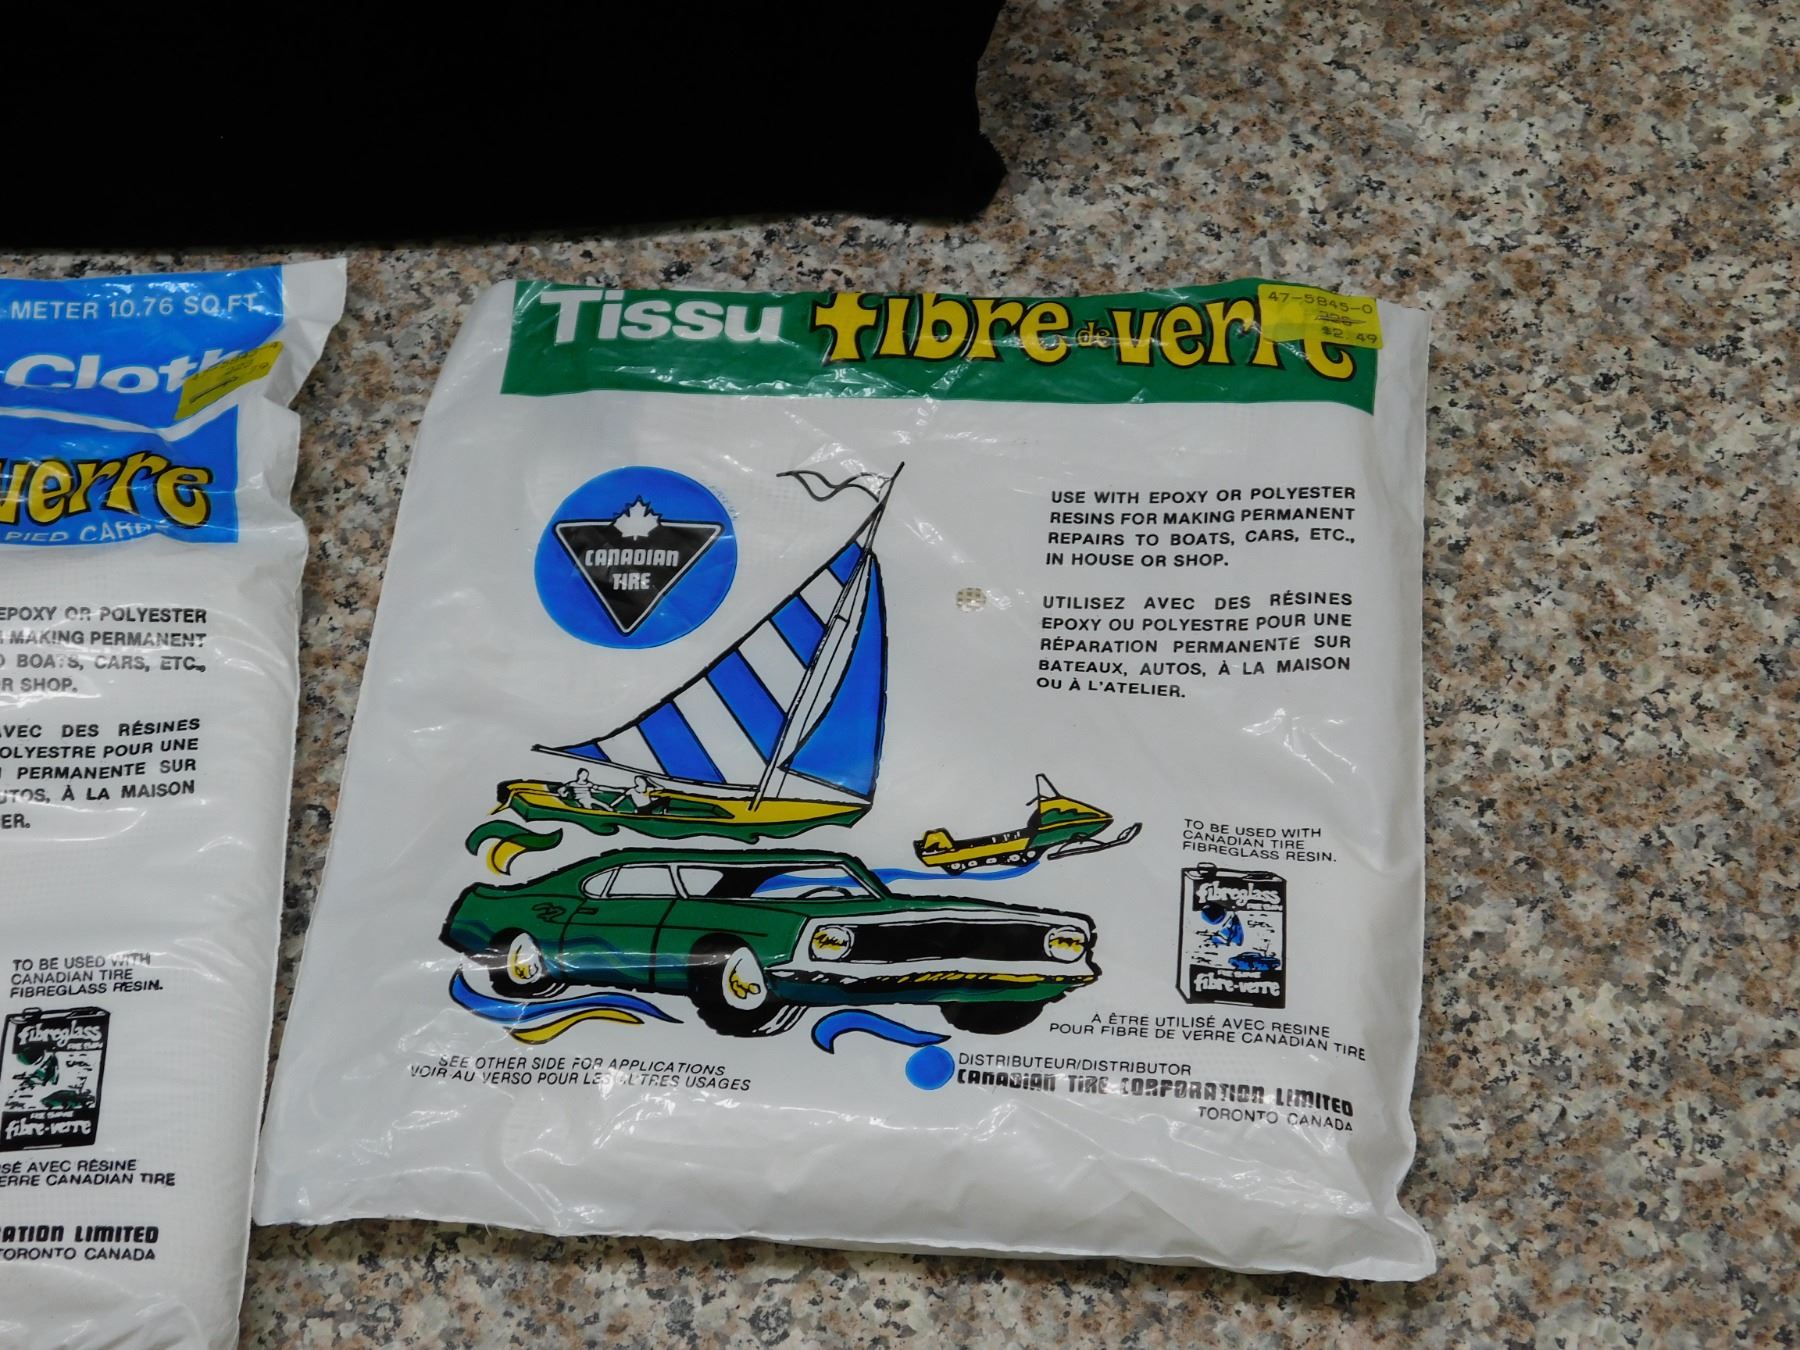 METER 10.76 SQ.FT.
Cloth
verre
PIED CARR
EPOXY OR POLYESTER
MAKING PERMANENT
BOATS, CARS, ETC.,
R SHOP.
AVEC DES RÉSINES
OLYESTRE POUR UNE
PERMANENTE SUR
UTOS, À LA MAISON
ER.
TO BE USED WITH
CANADIAN TIRE
FIBREGLASS RESIN.
fibreglass
fibre-verre
SÉ AVEC RÉSINE
ERRE CANADIAN TIRE
RATION LIMITED
TORONTO CANADA
Tissu fibre de verre
47-5845-0
$2.49
CANADIAN
TIRE
USE WITH EPOXY OR POLYESTER
RESINS FOR MAKING PERMANENT
REPAIRS TO BOATS, CARS, ETC.,
IN HOUSE OR SHOP.
UTILISEZ AVEC DES RÉSINES
EPOXY OU POLYESTRE POUR UNE
RÉPARATION PERMANENTE SUR
BATEAUX, AUTOS, À LA MAISON
OU À L'ATELIER.
TO BE USED WITH
CANADIAN TIRE
FIBREGLASS RESIN.
fibreglass
fibre-verre
À ÊTRE UTILISÉ AVEC RÉSINE
POUR FIBRE DE VERRE CANADIAN TIRE
SEE OTHER SIDE FOR APPLICATIONS
VOIR AU VERSO POUR LES AUTRES USAGES
DISTRIBUTEUR/DISTRIBUTOR
CANADIAN TIRE CORPORATION LIMITED
TORONTO CANADA